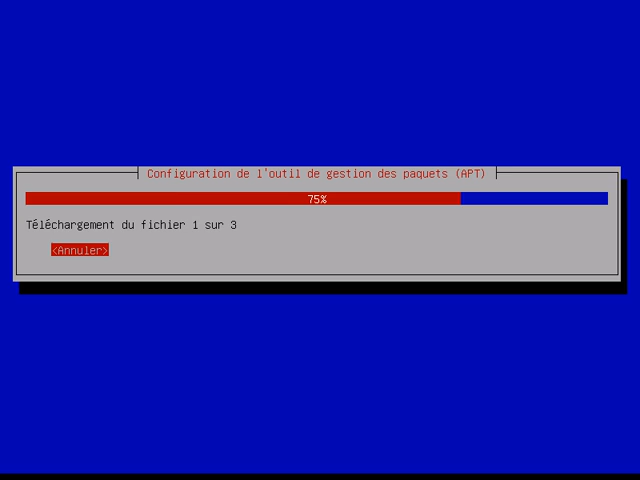 Configuration de l'outil de gestion des paquets (APT)
75%
Téléchargement du fichier 1 sur 3
<Annuler>